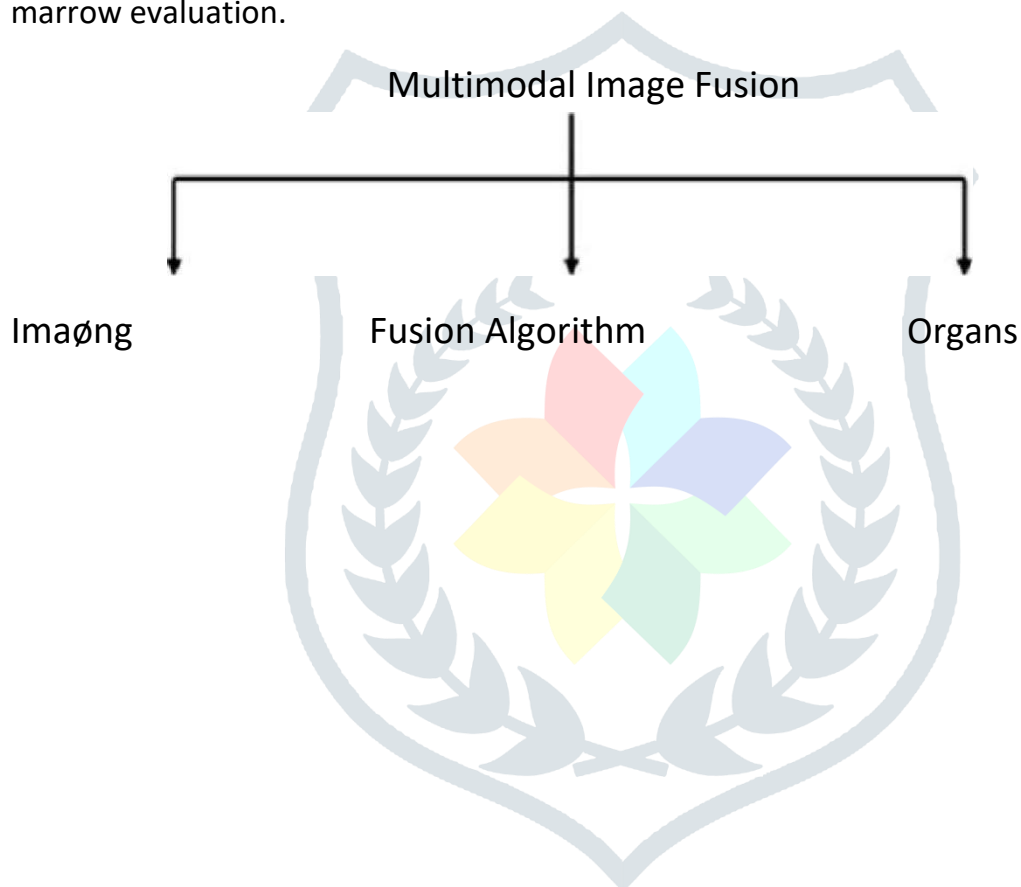 marrow evaluation.
Multimodal Image Fusion
Imaøng Fusion Algorithm Organs